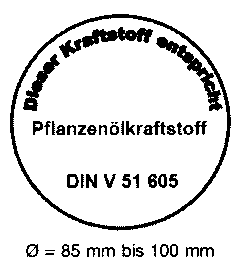 Dieser Kraftstoff entspricht
Pflanzenölkraftstoff
DIN V 51 605
Ø = 85 mm bis 100 mm